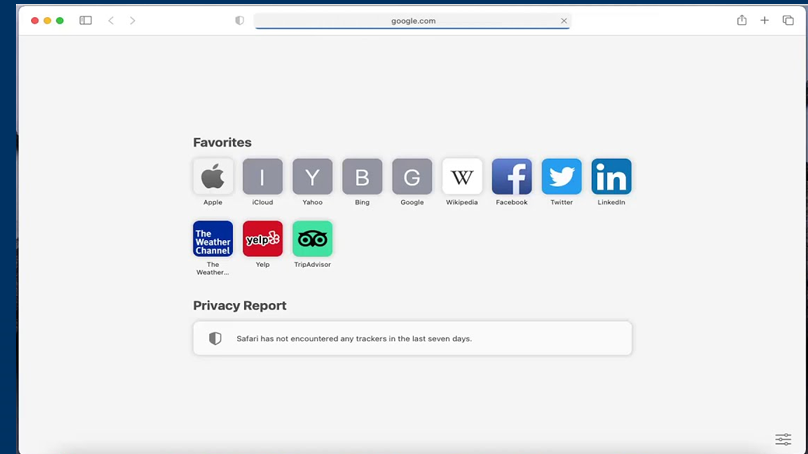 google.com
Favorites
I Y B G W f in
Apple iCloud Yahoo Bing Google Wikipedia Facebook Twitter LinkedIn
The
Weather
Channel
yelp
The
Weather...
Yelp TripAdvisor
Privacy Report
Safari has not encountered any trackers in the last seven days.